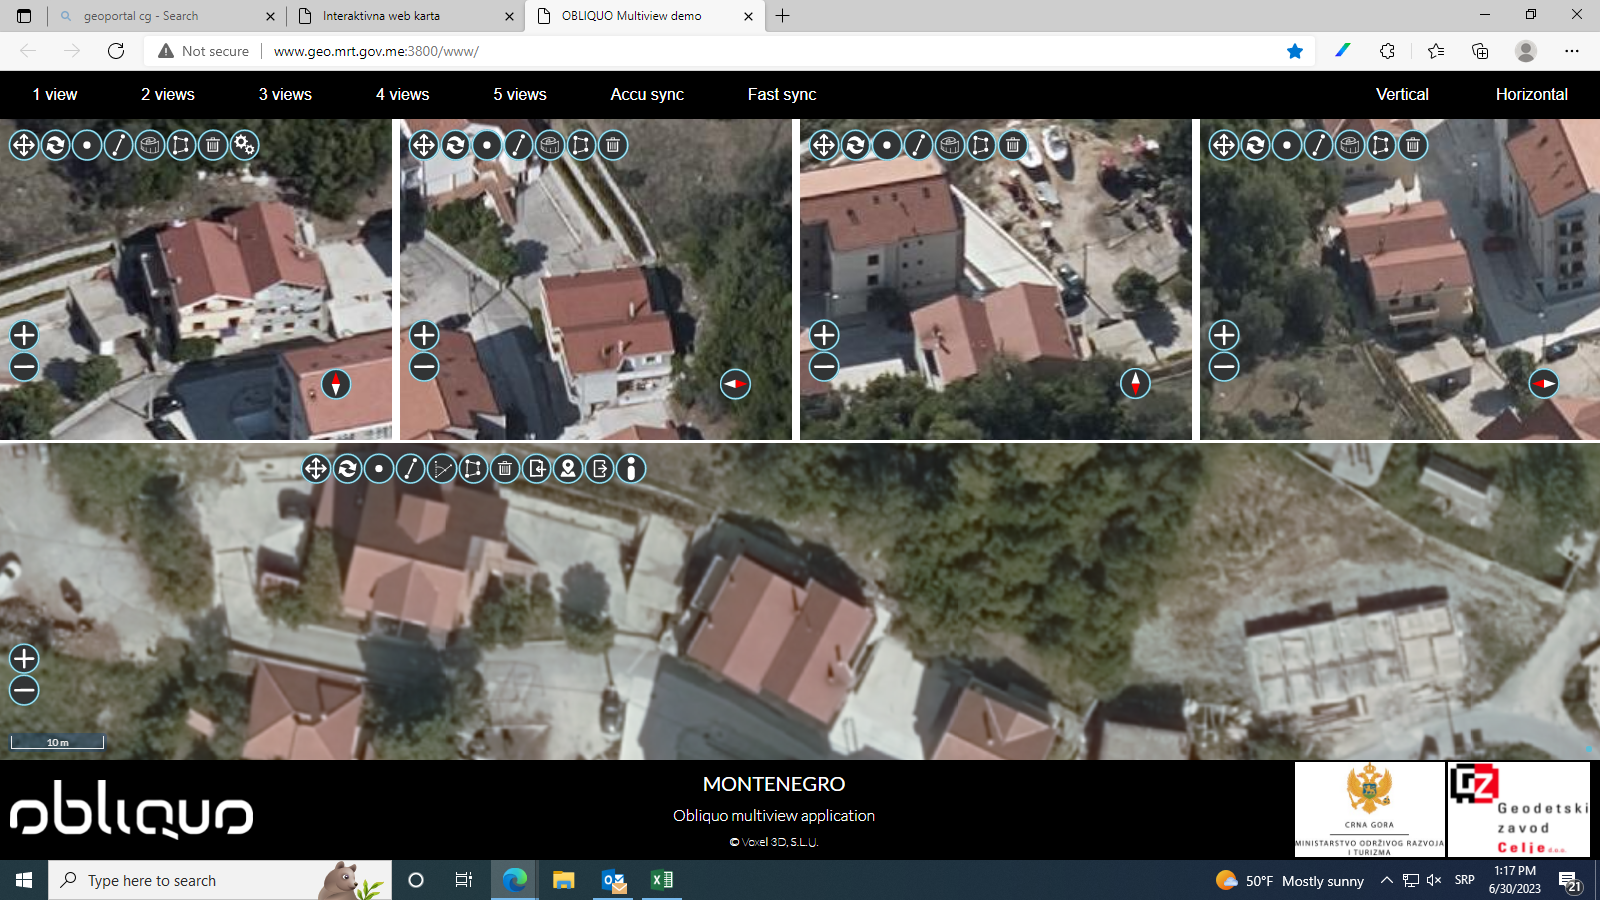 geoportal cg - Search
Interaktivna web karta
OBLIQUO Multiview demo
Not secure
www.geo.mrt.gov.me:3800/www/
1 view
2 views
3 views
4 views
5 views
Accu sync
Fast sync
Vertical
Horizontal
10 m
obliquo
MONTENEGRO
Obliquo multiview application
© Voxel 3D, S.L.U.
CRNA GORA
MINISTARSTVO ODRŽIVOG RAZVOJA
I TURIZMA
GZ
Geodetski
zavod
Celje d.o.o.
Type here to search
50°F Mostly sunny
SRP
1:17 PM
6/30/2023
21